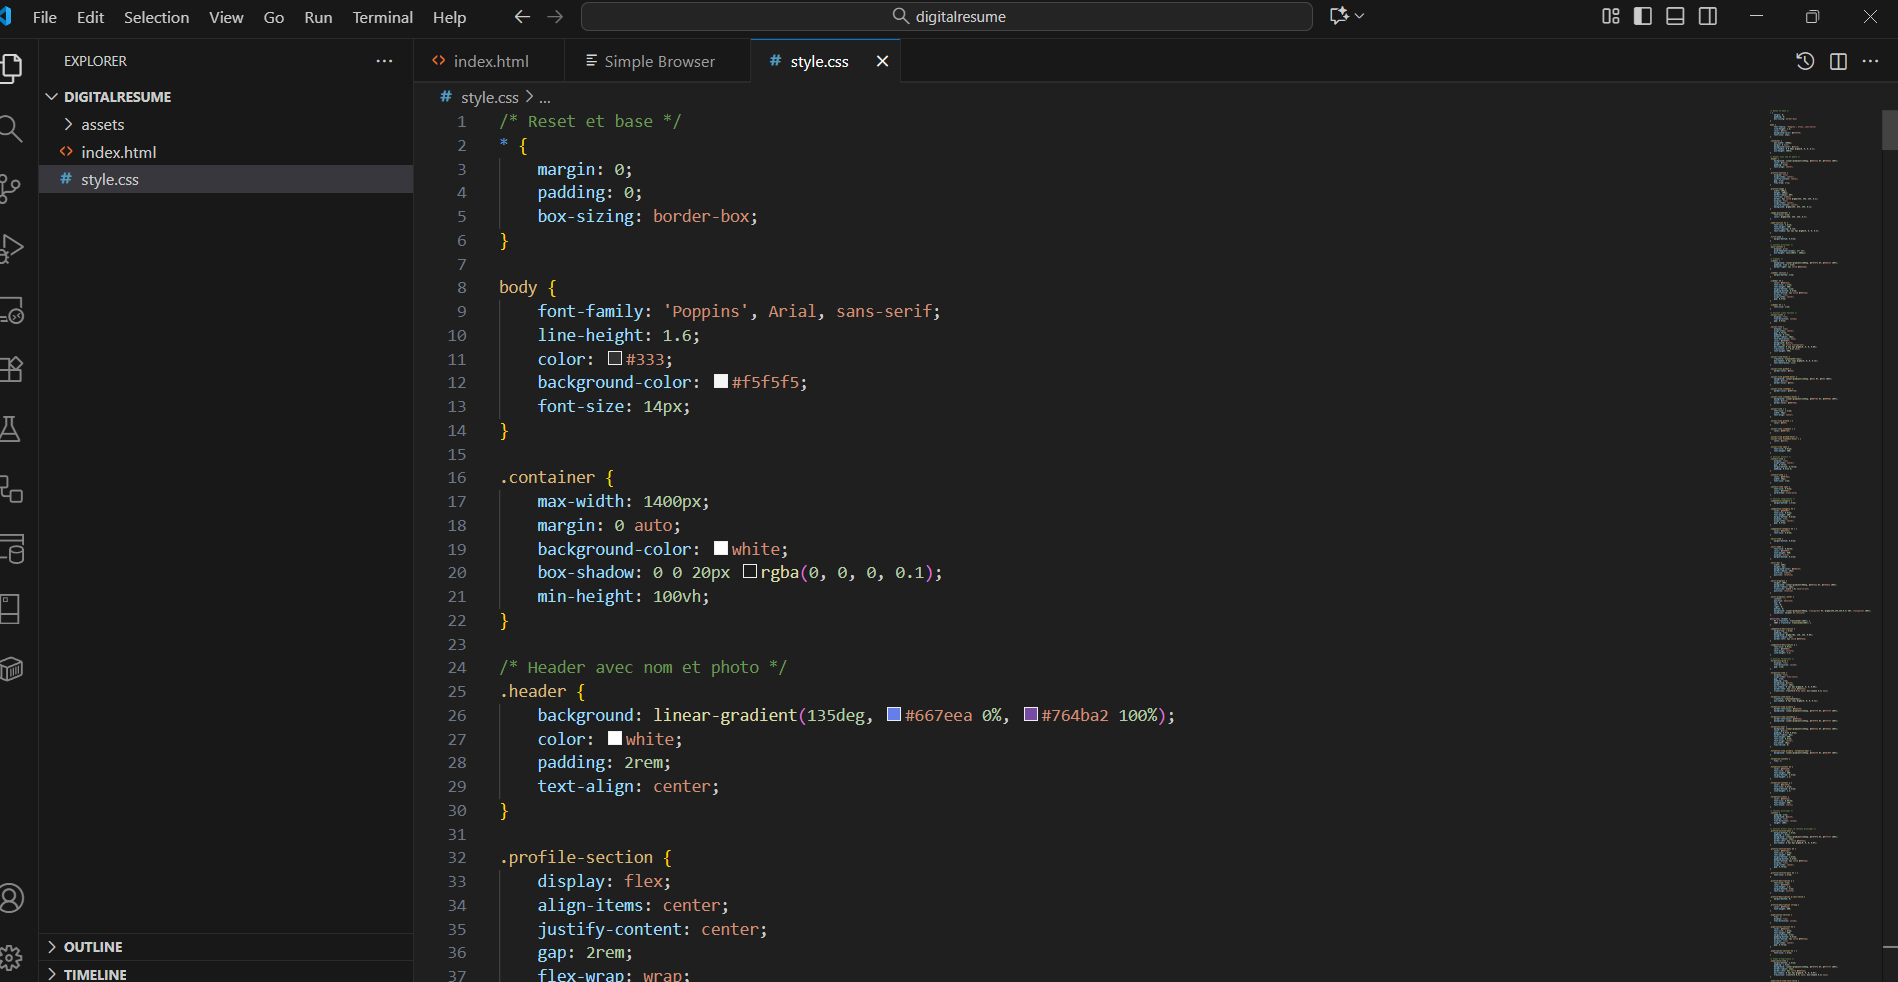 File Edit Selection View Go Run Terminal Help
digitalresume
EXPLORER
DIGITALRESUME
assets
index.html
style.css
OUTLINE
TIMELINE
index.html Simple Browser style.css
style.css > ...
1 /* Reset et base */
2 * {
3 margin: 0;
4 padding: 0;
5 box-sizing: border-box;
6 }
7
8 body {
9 font-family: 'Poppins', Arial, sans-serif;
10 line-height: 1.6;
11 color: #333;
12 background-color: #f5f5f5;
13 font-size: 14px;
14 }
15
16 .container {
17 max-width: 1400px;
18 margin: 0 auto;
19 background-color: white;
20 box-shadow: 0 0 20px rgba(0, 0, 0, 0.1);
21 min-height: 100vh;
22 }
23
24 /* Header avec nom et photo */
25 .header {
26 background: linear-gradient(135deg, #667eea 0%, #764ba2 100%);
27 color: white;
28 padding: 2rem;
29 text-align: center;
30 }
31
32 .profile-section {
33 display: flex;
34 align-items: center;
35 justify-content: center;
36 gap: 2rem;
37 flex-wrap: wrap;